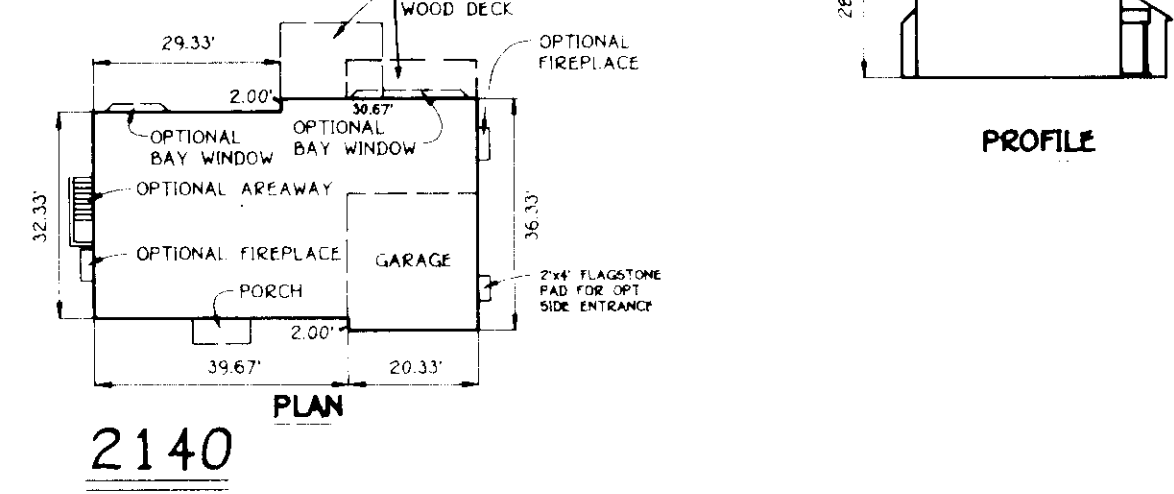 WOOD DECK
29.33'
OPTIONAL
FIREPLACE
2.00'
30.67'
OPTIONAL
BAY WINDOW
OPTIONAL
BAY WINDOW
OPTIONAL AREAWAY
32.33'
36.33'
OPTIONAL FIREPLACE
GARAGE
2'x4' FLAGSTONE
PAD FOR OPT
SIDE ENTRANCE
PORCH
2.00'
39.67'
20.33'
PLAN
2140
PROFILE